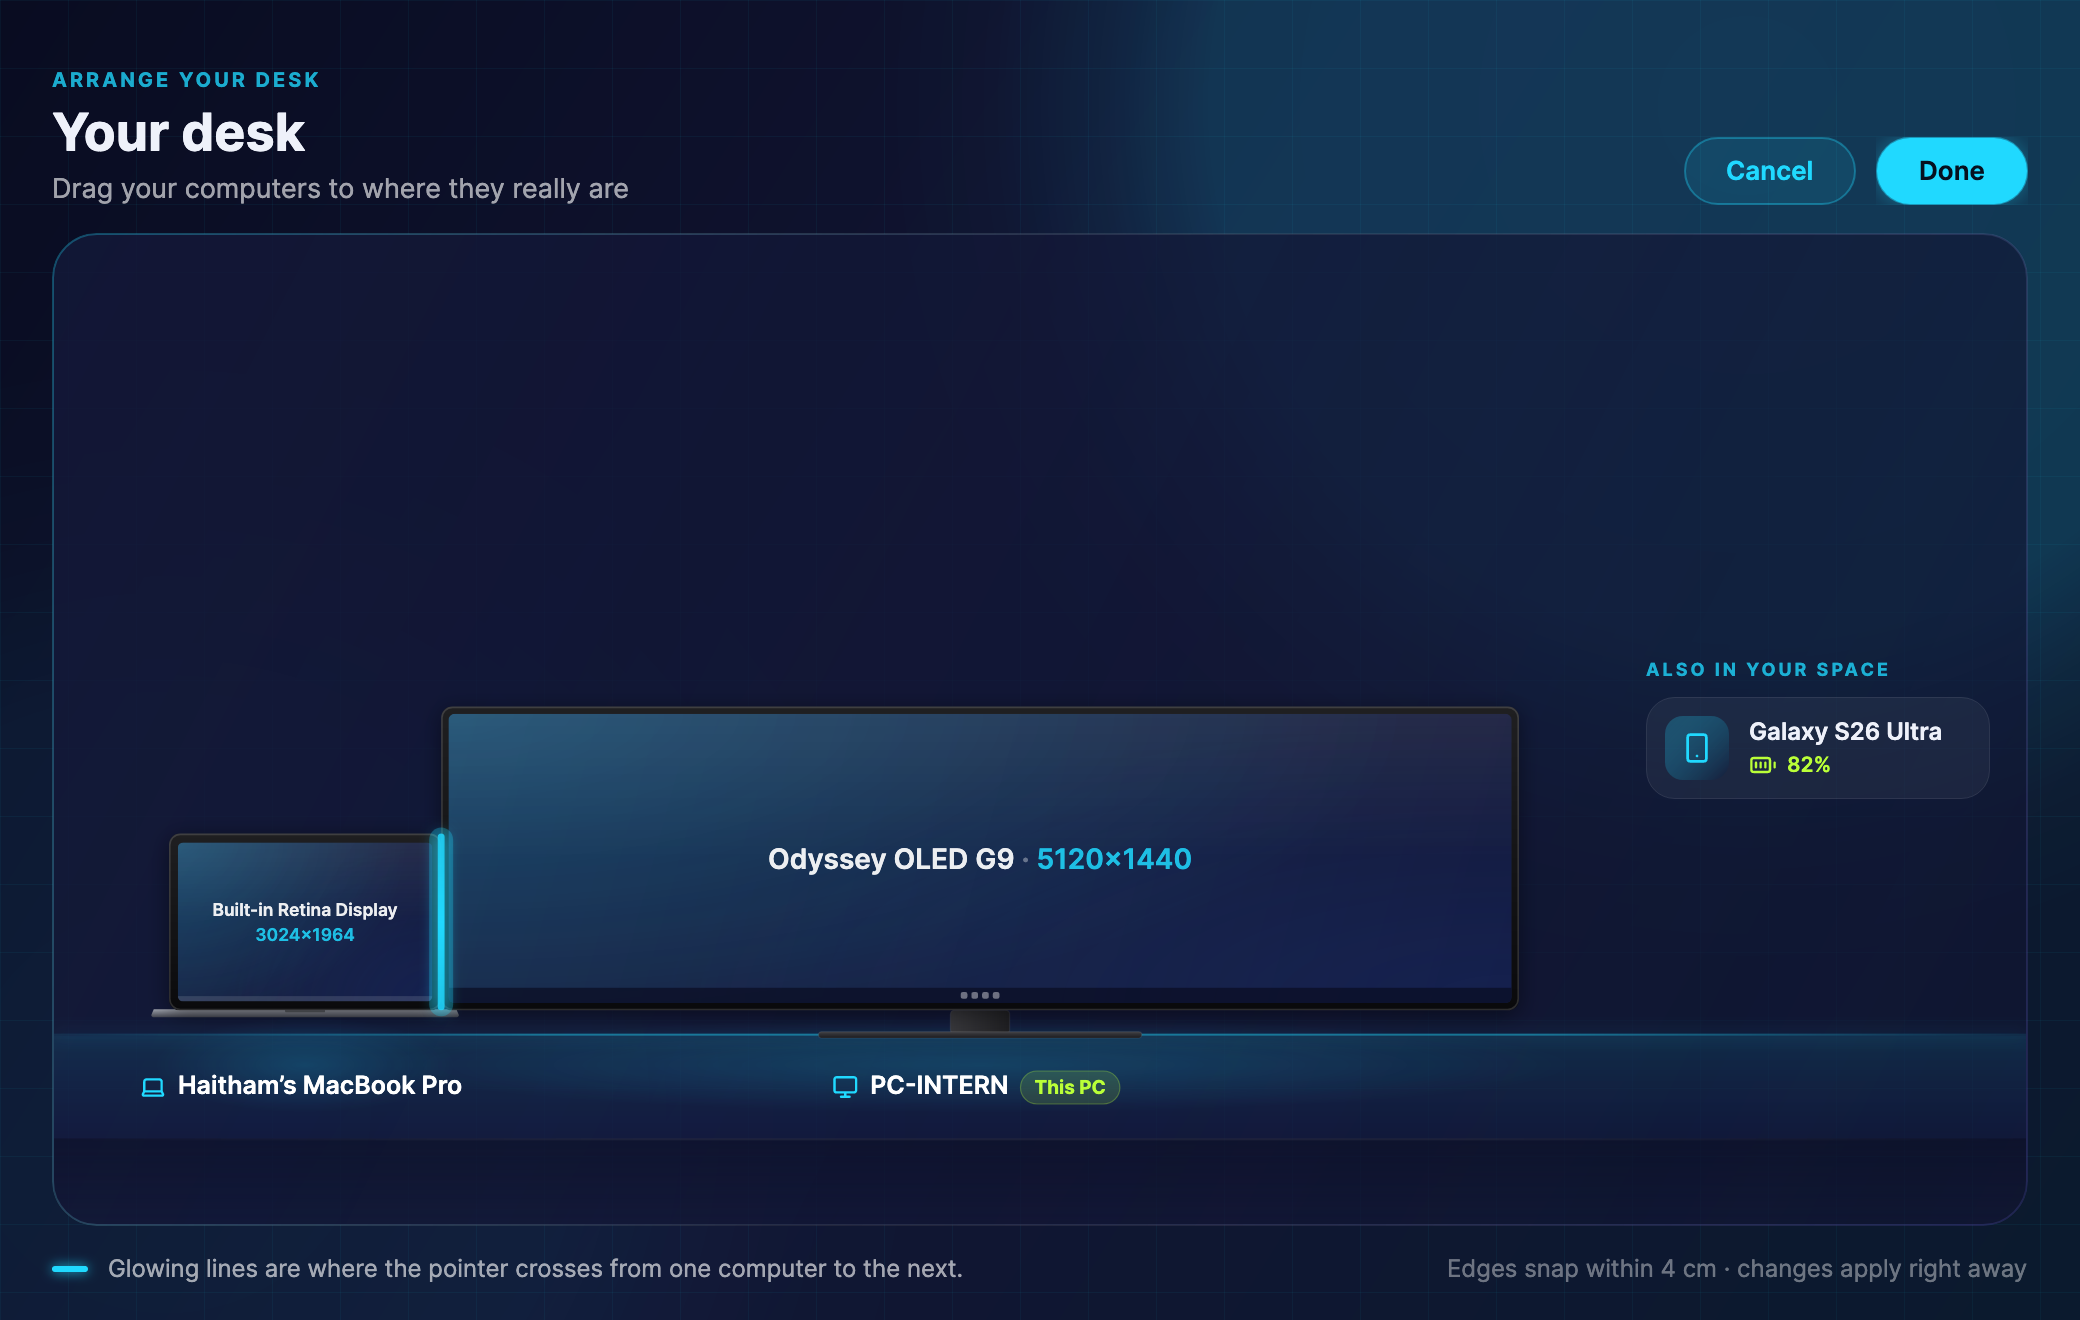 ARRANGE YOUR DESK
Your desk
Drag your computers to where they really are
Cancel
Done
ALSO IN YOUR SPACE
Galaxy S26 Ultra
82%
Odyssey OLED G9 · 5120×1440
Built-in Retina Display
3024×1964
Haitham’s MacBook Pro
PC-INTERN
This PC
Glowing lines are where the pointer crosses from one computer to the next.
Edges snap within 4 cm · changes apply right away